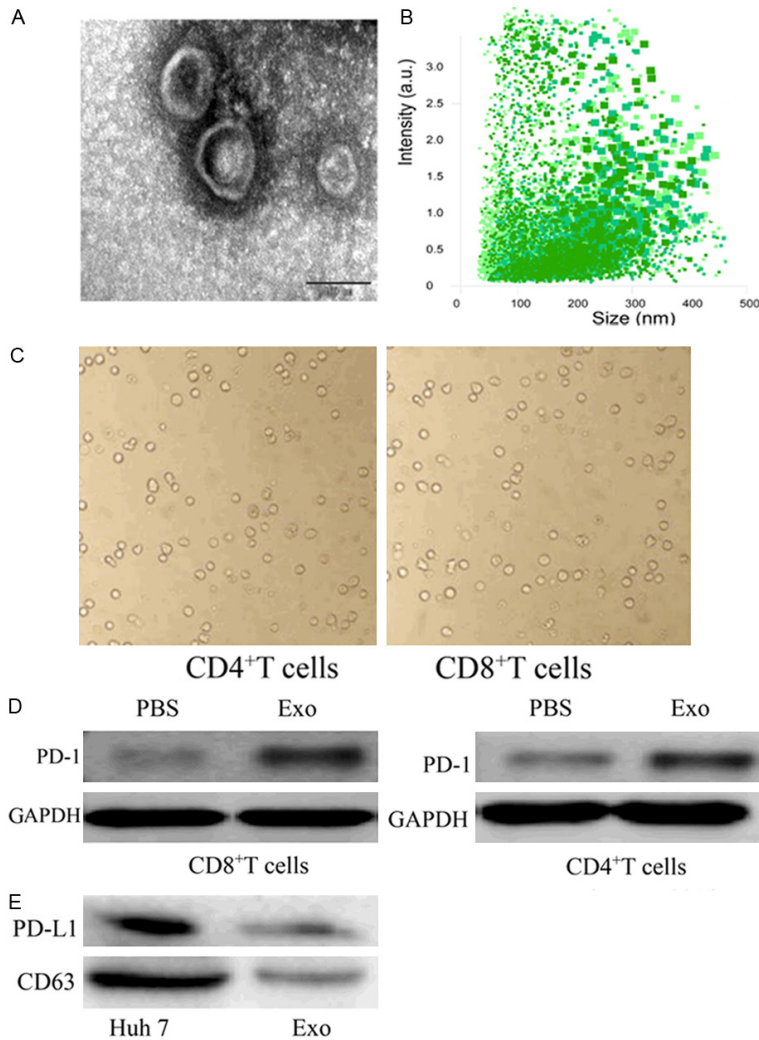 A
B
Intensity (a.u.)
3.0
2.5
2.0
1.5
1.0
0.5
0
0 100 200 300 400 500
Size (nm)
C
CD4⁺T cells CD8⁺T cells
D
PBS Exo
PD-1
GAPDH
CD8⁺T cells
PBS Exo
PD-1
GAPDH
CD4⁺T cells
E
PD-L1
CD63
Huh 7 Exo